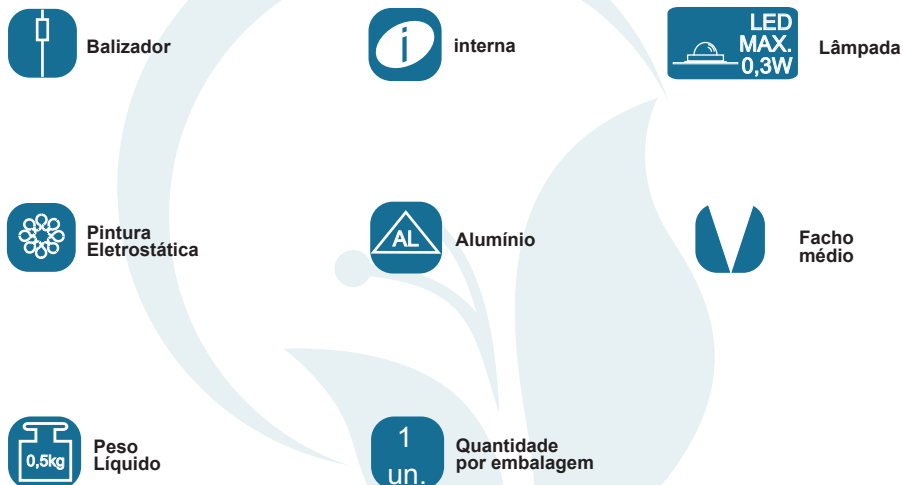 Balizador
i
interna
LED
MAX.
0,3W
Lâmpada
Pintura
Eletrostática
AL
Alumínio
Facho
médio
0,5kg
Peso
Líquido
1
un.
Quantidade
por embalagem